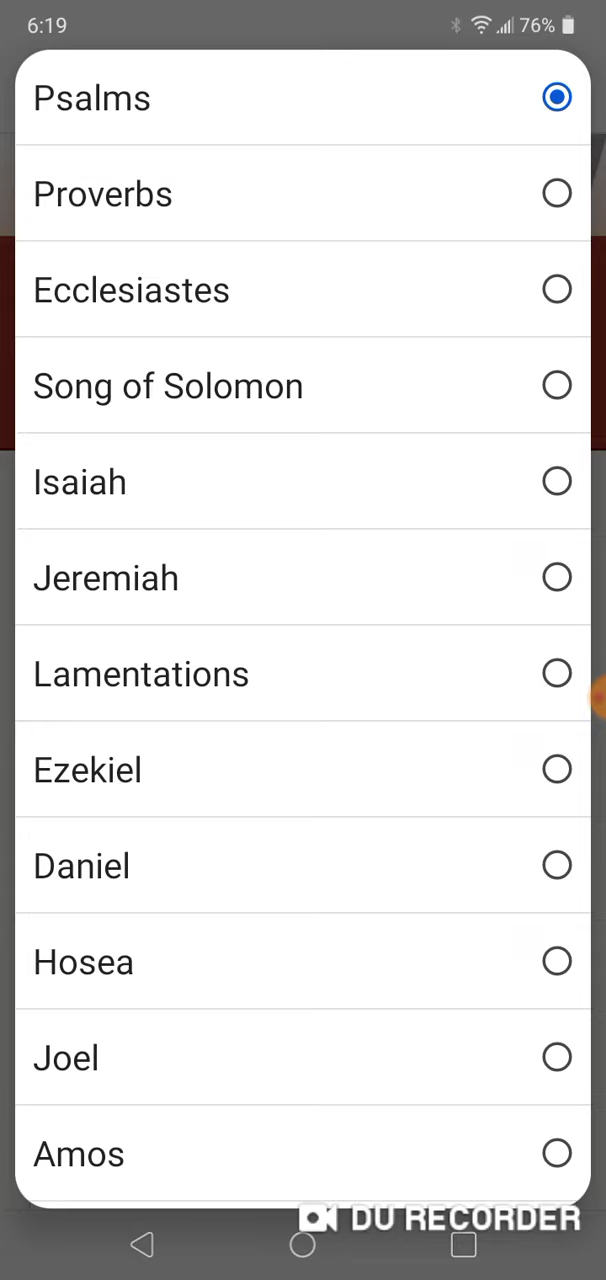 6:19
76%
Psalms
Proverbs
Ecclesiastes
Song of Solomon
Isaiah
Jeremiah
Lamentations
Ezekiel
Daniel
Hosea
Joel
Amos
DU RECORDER